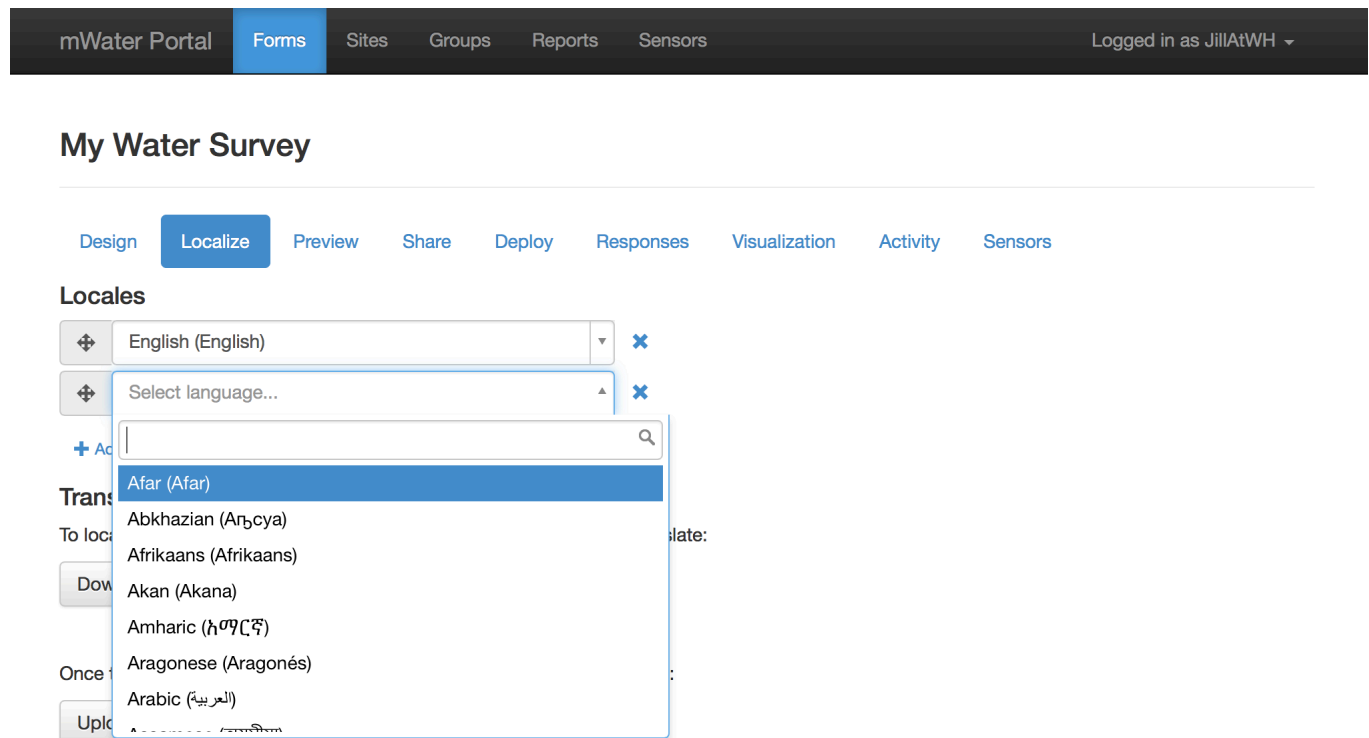 mWater Portal Forms Sites Groups Reports Sensors Logged in as JillAtWH
My Water Survey
Design Localize Preview Share Deploy Responses Visualization Activity Sensors
Locales
English (English)
Select language...
Afar (Afar)
Abkhazian (Аҧсуа)
Afrikaans (Afrikaans)
Akan (Akana)
Amharic (አማርኛ)
Aragonese (Aragonés)
Arabic (العربية)
To
Once